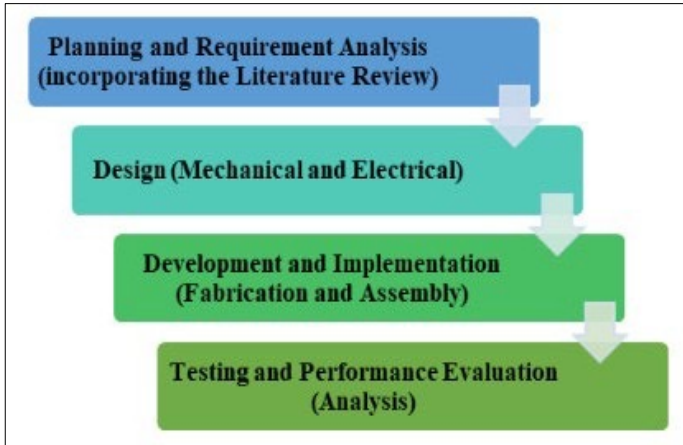 Planning and Requirement Analysis
(incorporating the Literature Review)
Design (Mechanical and Electrical)
Development and Implementation
(Fabrication and Assembly)
Testing and Performance Evaluation
(Analysis)